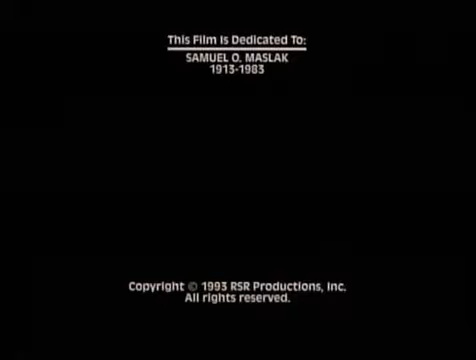 This Film Is Dedicated To:
SAMUEL O. MASLAK
1913-1983
Copyright © 1993 RSR Productions, Inc.
All rights reserved.